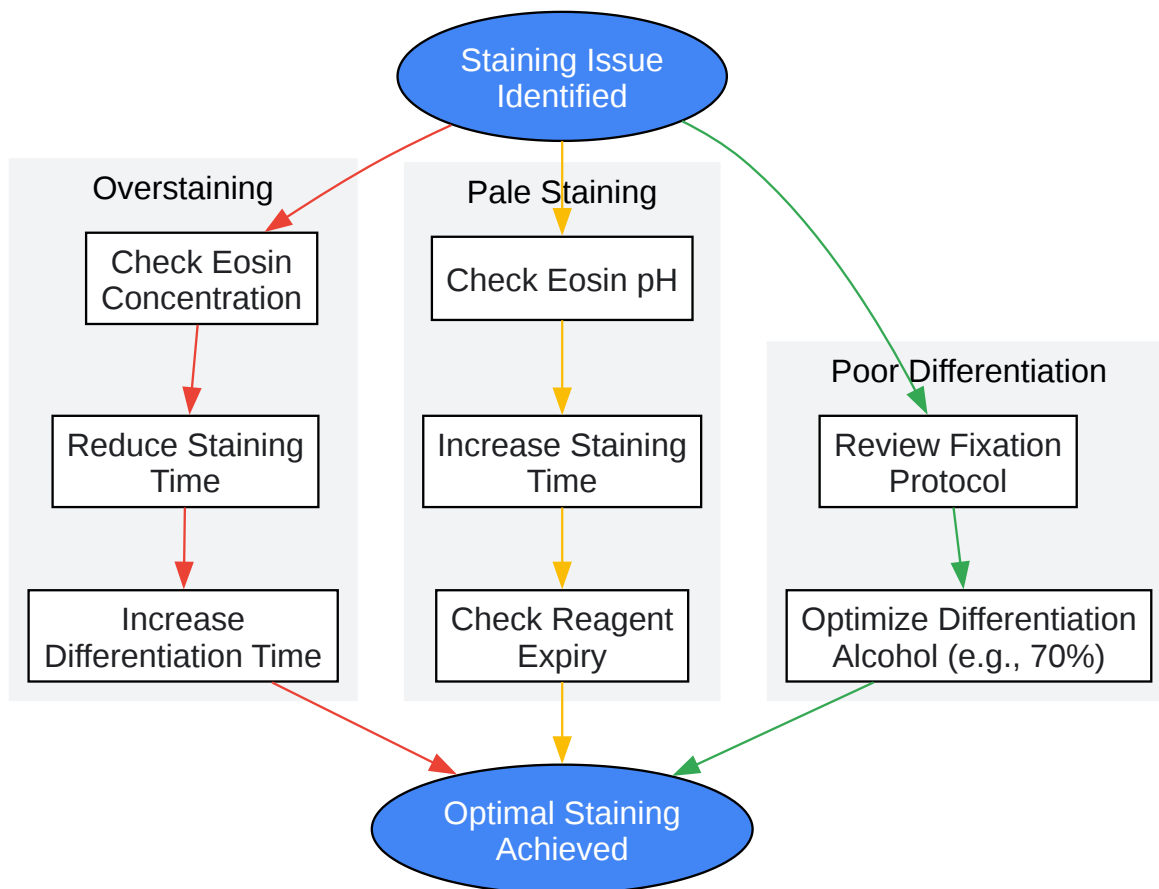 Staining Issue
Identified
Overstaining
Check Eosin
Concentration
Reduce Staining
Time
Increase
Differentiation Time
Pale Staining
Check Eosin pH
Increase Staining
Time
Check Reagent
Expiry
Poor Differentiation
Review Fixation
Protocol
Optimize Differentiation
Alcohol (e.g., 70%)
Optimal Staining
Achieved